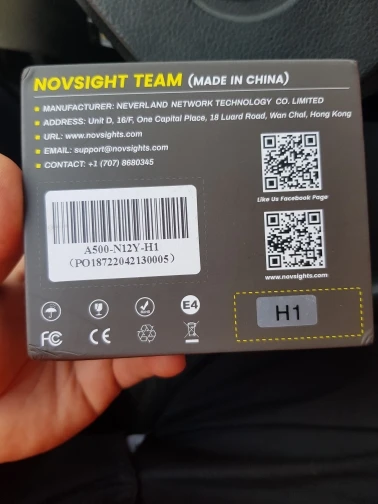 NOVSIGHT TEAM (MADE IN CHINA)
MANUFACTURER: NEVERLAND NETWORK TECHNOLOGY CO. LIMITED
ADDRESS: Unit D, 16/F, One Capital Place, 18 Luard Road, Wan Chai, Hong Kong
URL: www.novsights.com
EMAIL: support@novsights.com
CONTACT: +1 (707) 8680345
Like Us Facebook Page
A500-N12Y-H1
(PO18722042130005)
www.novsights.com
E4
FC CE
H1